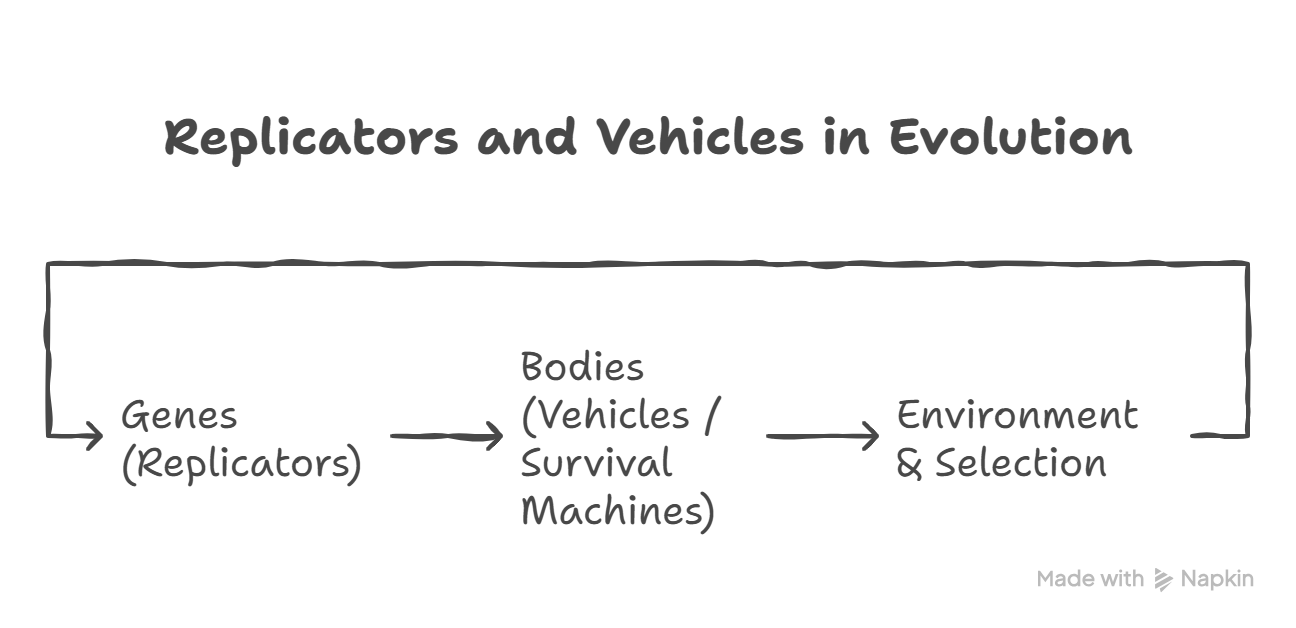 Replicators and Vehicles in Evolution
Genes
(Replicators)
Bodies
(Vehicles /
Survival
Machines)
Environment
& Selection
Made with Napkin